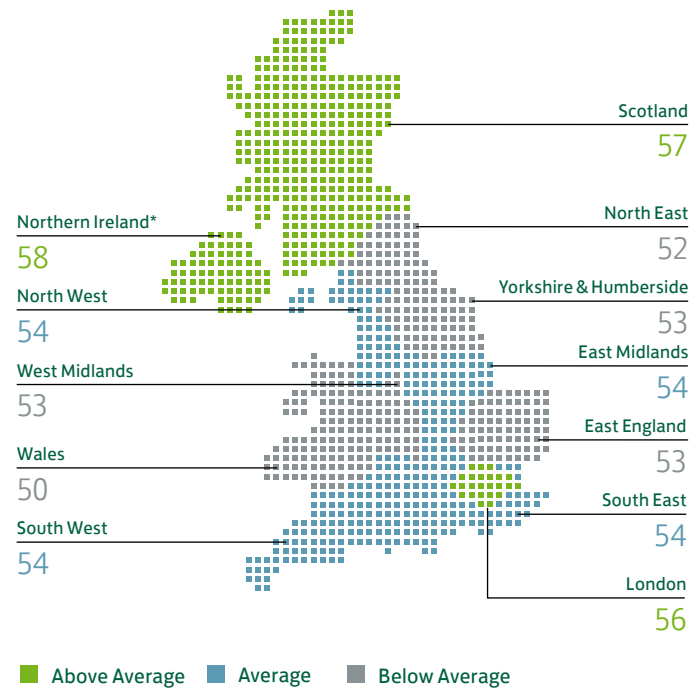 Scotland
57
Northern Ireland*
58
North East
52
North West
54
Yorkshire & Humberside
53
West Midlands
53
East Midlands
54
Wales
50
East England
53
South West
54
South East
54
London
56
Above Average
Average
Below Average